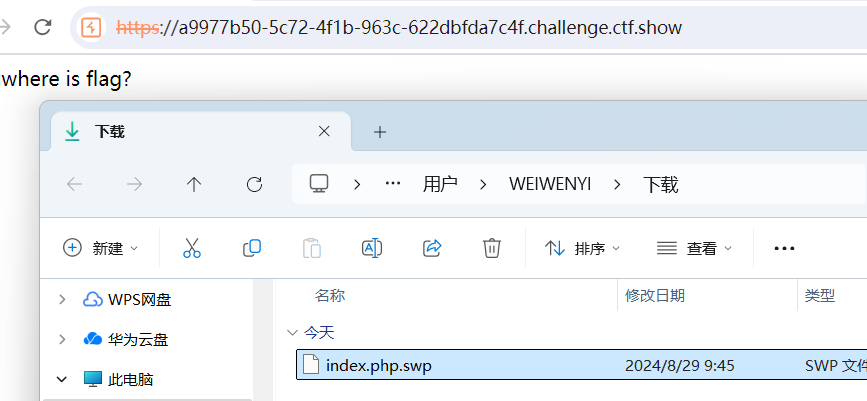 https://a9977b50-5c72-4f1b-963c-622dbfda7c4f.challenge.ctf.show
where is flag?
下载
··· 用户 WEIWENYI 下载
新建 排序 查看 ···
名称 修改日期 类型
WPS网盘
今天
华为云盘
index.php.swp 2024/8/29 9:45 SWP 文件
此电脑